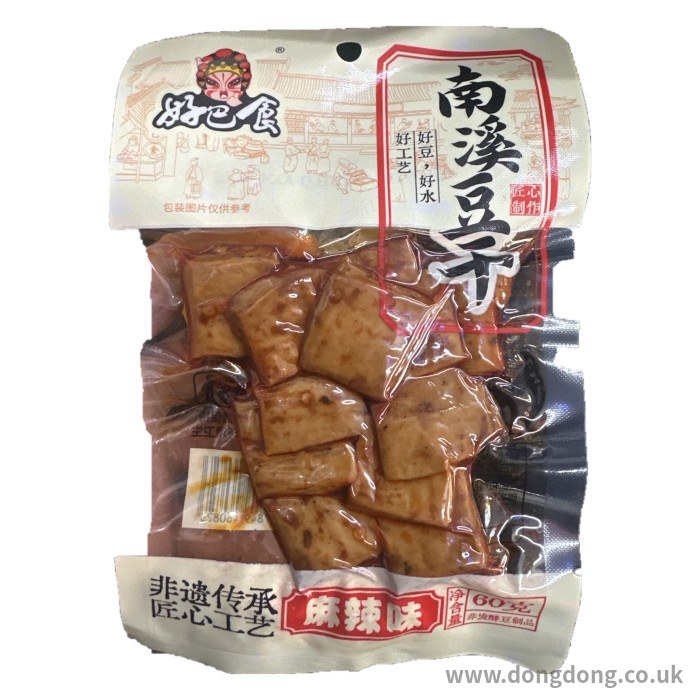 ®
好巴食
包装图片仅供参考
南溪豆干
好豆，好水
好工艺
匠心
制作
非遗传承
匠心工艺
麻辣味
净含量
60克
非发酵豆制品
www.dongdong.co.uk